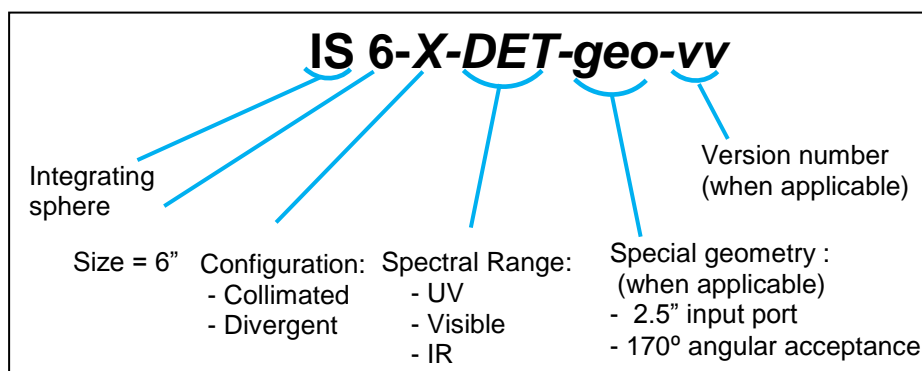 IS 6-X-DET-geo-vv
Integrating
sphere
Version number
(when applicable)
Size = 6”
Configuration:
- Collimated
- Divergent
Spectral Range:
- UV
- Visible
- IR
Special geometry :
(when applicable)
- 2.5” input port
- 170º angular acceptance